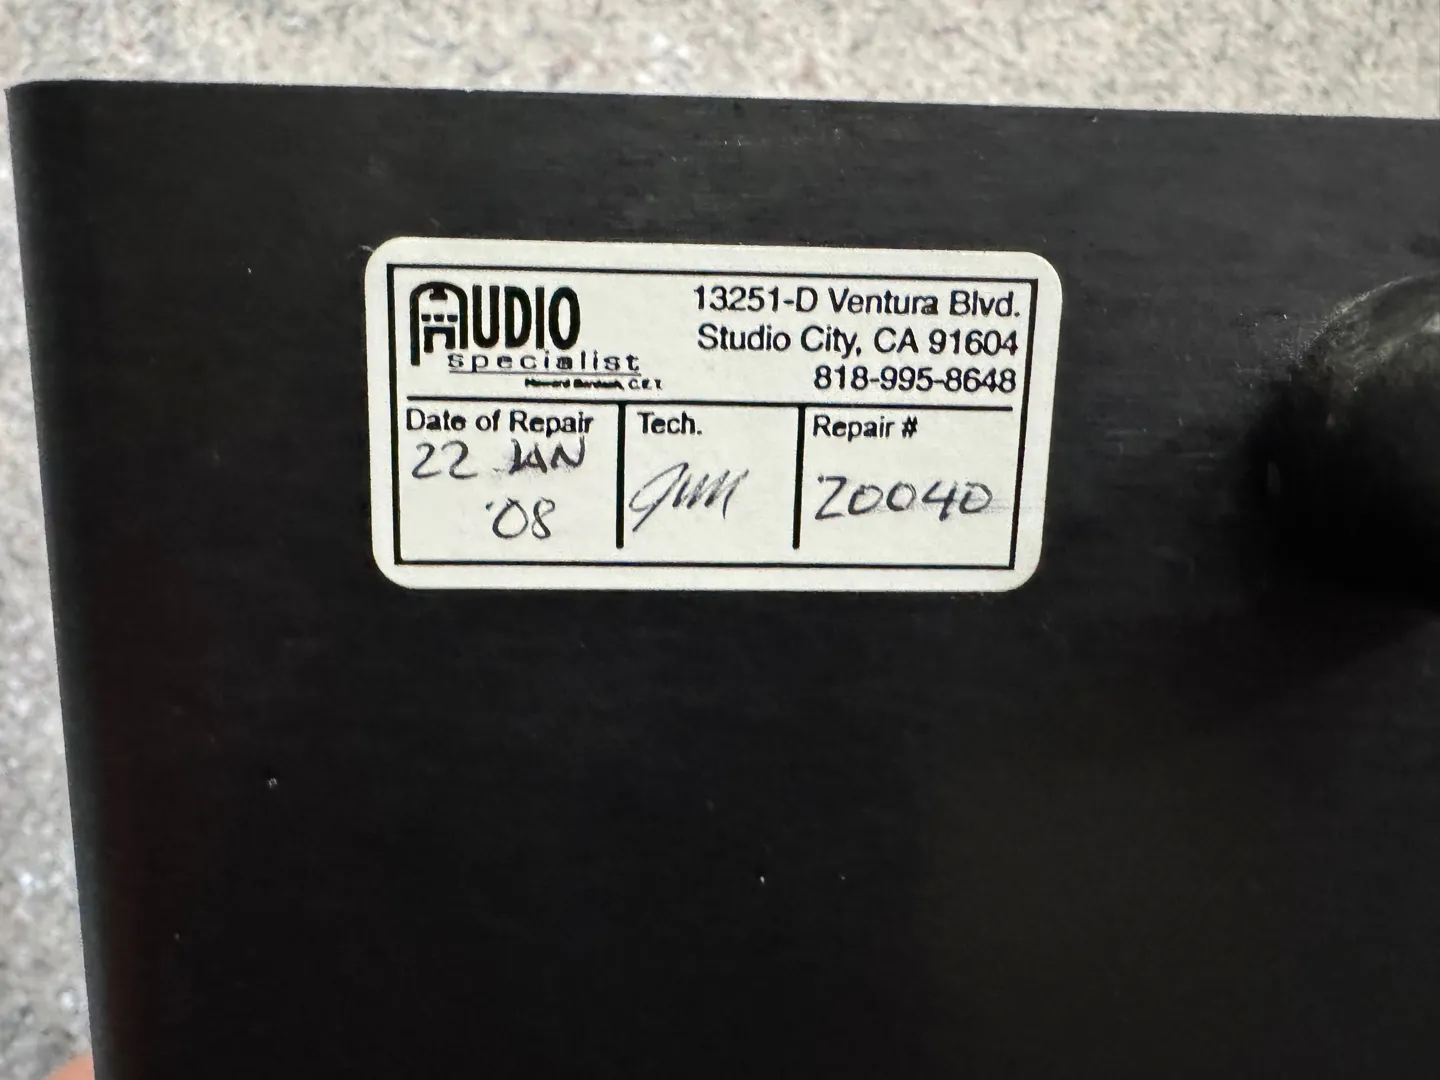 AUDIO
specialist
C.E.T.
13251-D Ventura Blvd.
Studio City, CA 91604
818-995-8648
Date of Repair
22 JAN
'08
Tech.
Repair #
20040